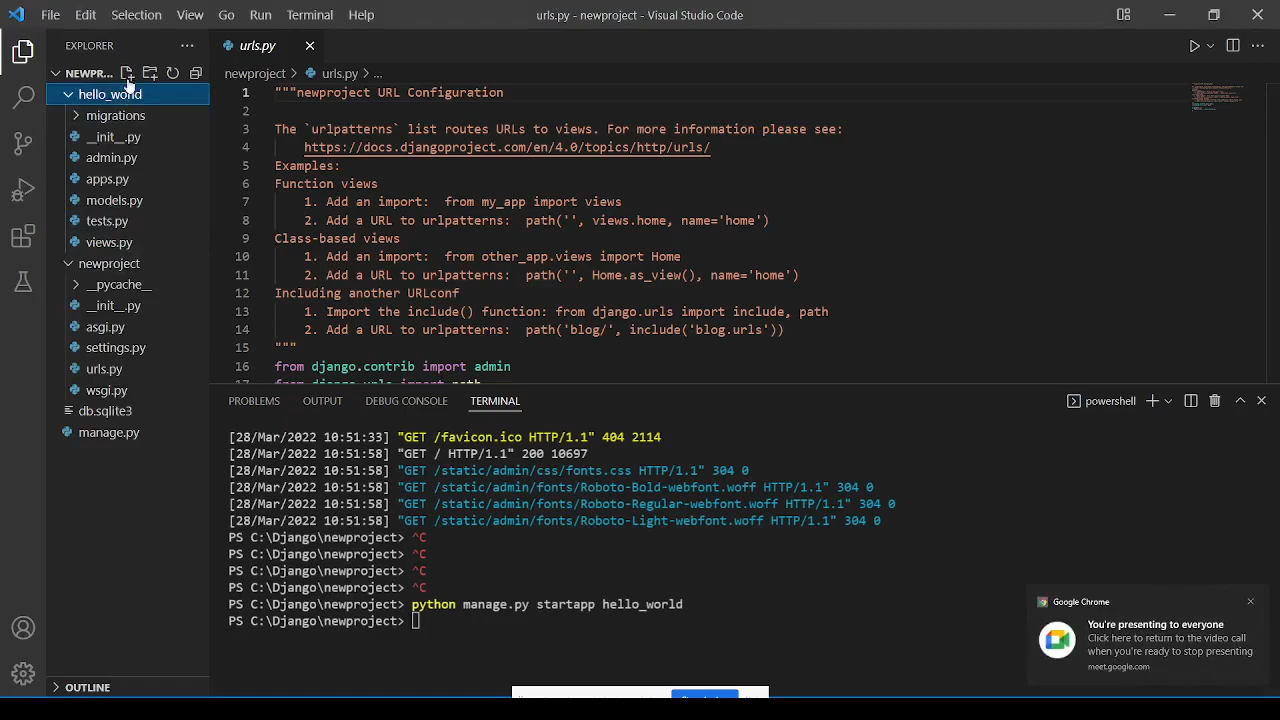 File Edit Selection View Go Run Terminal Help
urls.py - newproject - Visual Studio Code
EXPLORER
NEWPR...
hello_world
migrations
__init__.py
admin.py
apps.py
models.py
tests.py
views.py
newproject
__pycache__
__init__.py
asgi.py
settings.py
urls.py
wsgi.py
db.sqlite3
manage.py
OUTLINE
urls.py
newproject > urls.py > ...
1 """newproject URL Configuration
2
3 The `urlpatterns` list routes URLs to views. For more information please see:
4 https://docs.djangoproject.com/en/4.0/topics/http/urls/
5 Examples:
6 Function views
7 1. Add an import: from my_app import views
8 2. Add a URL to urlpatterns: path('', views.home, name='home')
9 Class-based views
10 1. Add an import: from other_app.views import Home
11 2. Add a URL to urlpatterns: path('', Home.as_view(), name='home')
12 Including another URLconf
13 1. Import the include() function: from django.urls import include, path
14 2. Add a URL to urlpatterns: path('blog/', include('blog.urls'))
15 """
16 from django.contrib import admin
17 from django.urls import path
PROBLEMS OUTPUT DEBUG CONSOLE TERMINAL
powershell
[28/Mar/2022 10:51:33] "GET /favicon.ico HTTP/1.1" 404 2114
[28/Mar/2022 10:51:58] "GET / HTTP/1.1" 200 10697
[28/Mar/2022 10:51:58] "GET /static/admin/css/fonts.css HTTP/1.1" 304 0
[28/Mar/2022 10:51:58] "GET /static/admin/fonts/Roboto-Bold-webfont.woff HTTP/1.1" 304 0
[28/Mar/2022 10:51:58] "GET /static/admin/fonts/Roboto-Regular-webfont.woff HTTP/1.1" 304 0
[28/Mar/2022 10:51:58] "GET /static/admin/fonts/Roboto-Light-webfont.woff HTTP/1.1" 304 0
PS C:\Django\newproject> ^C
PS C:\Django\newproject> ^C
PS C:\Django\newproject> ^C
PS C:\Django\newproject> ^C
PS C:\Django\newproject> python manage.py startapp hello_world
PS C:\Django\newproject>
Google Chrome
You're presenting to everyone
Click here to return to the video call
when you're ready to stop presenting
meet.google.com